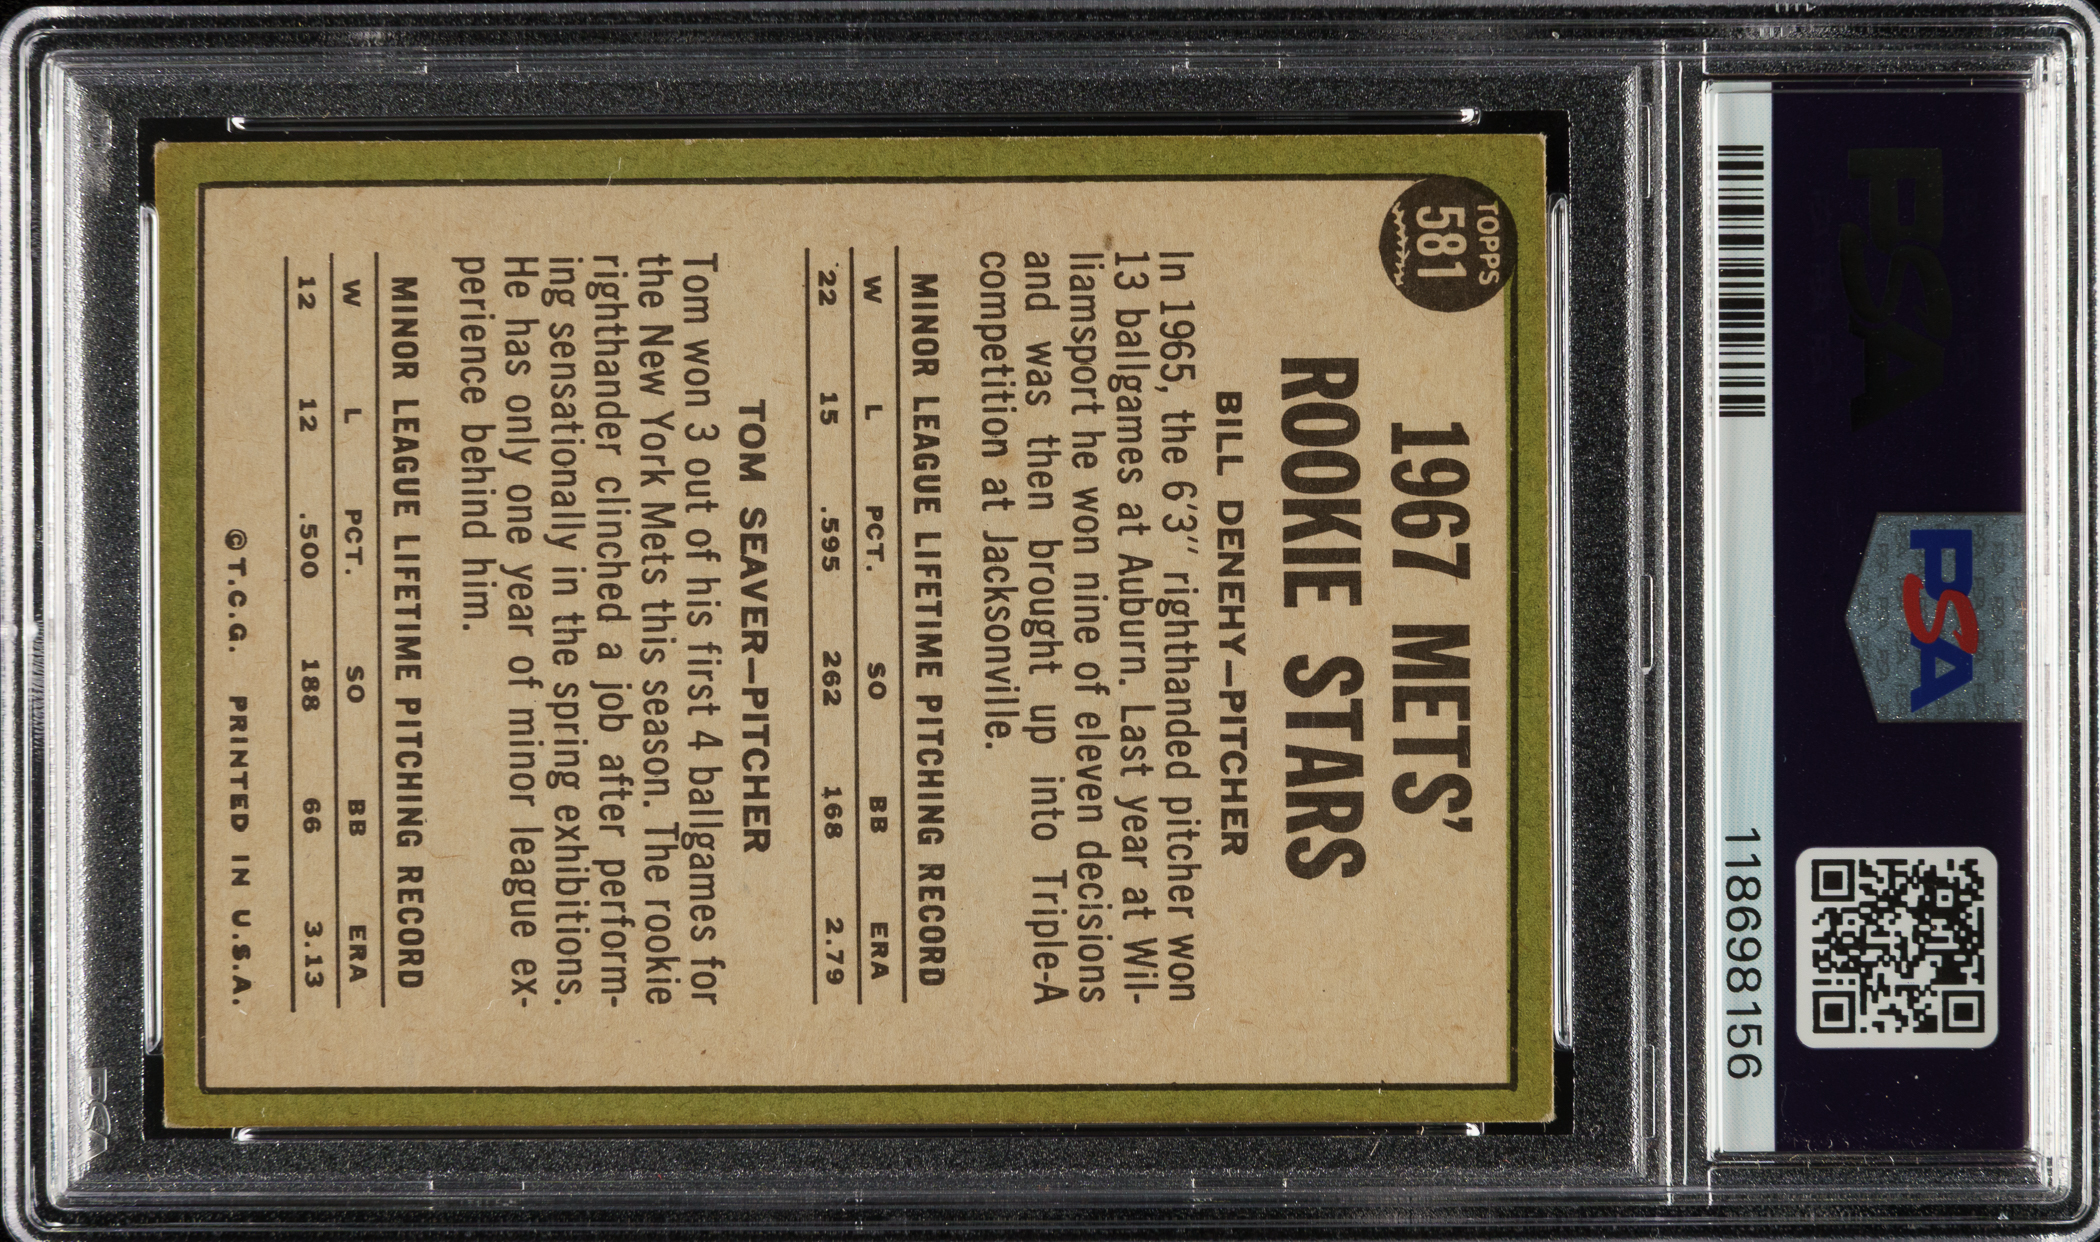 PSA
PSA
118698156
TOPPS
581
1967 METS'
ROOKIE STARS
BILL DENEHY—PITCHER
In 1965, the 6'3" righthanded pitcher won
13 ballgames at Auburn. Last year at Wil-
liamsport he won nine of eleven decisions
and was then brought up into Triple-A
competition at Jacksonville.
MINOR LEAGUE LIFETIME PITCHING RECORD
W L PCT. SO BB ERA
22 15 .595 262 168 2.79
TOM SEAVER—PITCHER
Tom won 3 out of his first 4 ballgames for
the New York Mets this season. The rookie
righthander clinched a job after perform-
ing sensationally in the spring exhibitions.
He has only one year of minor league ex-
perience behind him.
MINOR LEAGUE LIFETIME PITCHING RECORD
W L PCT. SO BB ERA
12 12 .500 188 66 3.13
©T.C.G. PRINTED IN U.S.A.
PSA